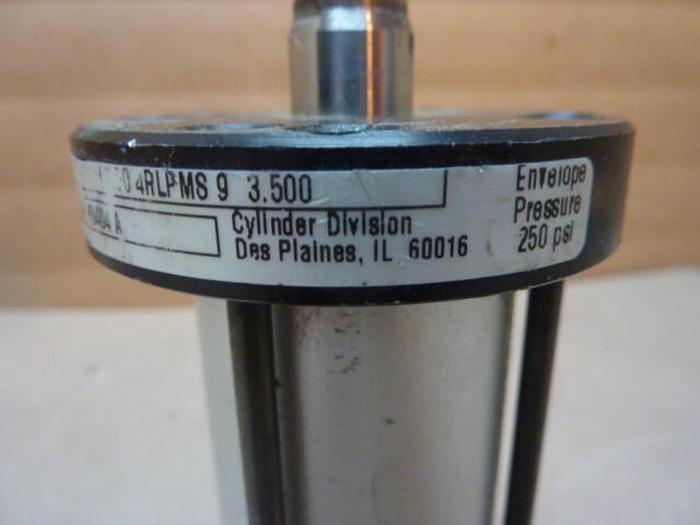 4RLPMS 9 3.500
A
Cylinder Division
Des Plaines, IL 60016
Envelope
Pressure
250 psi